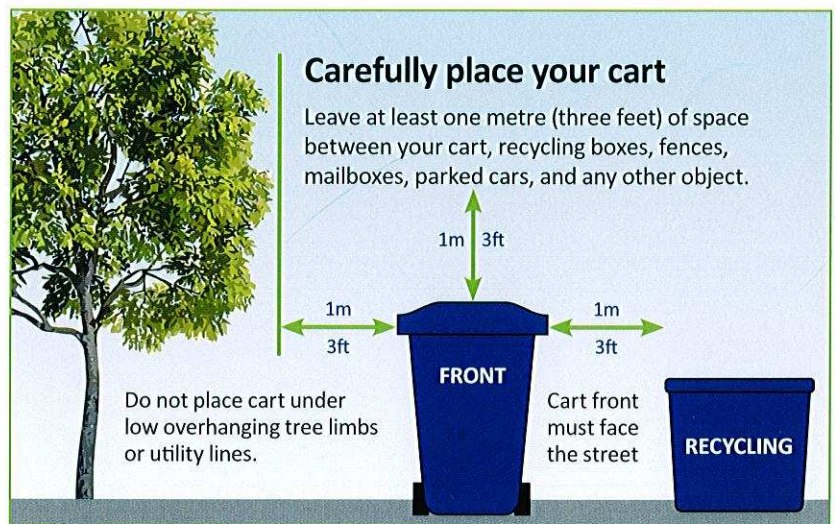 Carefully place your cart
Leave at least one metre (three feet) of space
between your cart, recycling boxes, fences,
mailboxes, parked cars, and any other object.
1m 3ft
1m
3ft
1m
3ft
FRONT
Do not place cart under
low overhanging tree limbs
or utility lines.
Cart front
must face
the street
RECYCLING